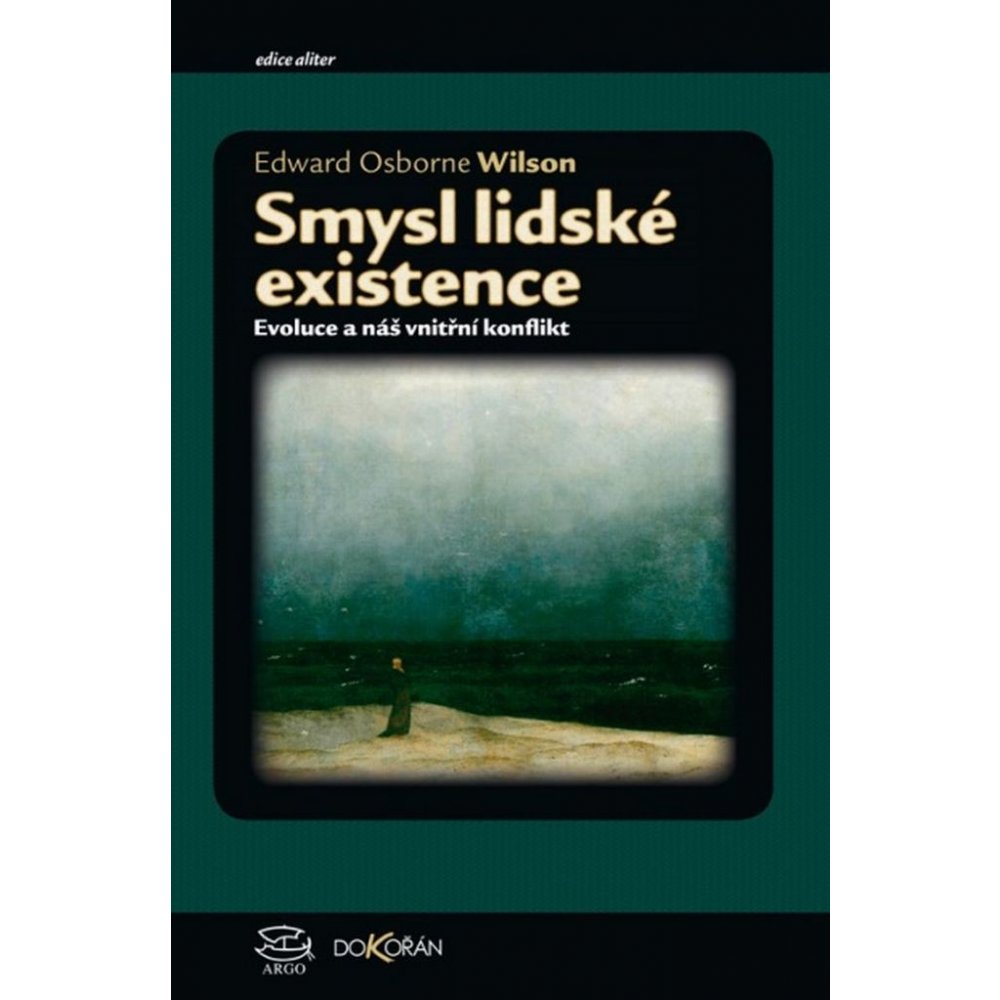 edice aliter
Edward Osborne Wilson
Smysl lidské
existence
Evoluce a náš vnitřní konflikt
ARGO
DOKOŘÁN